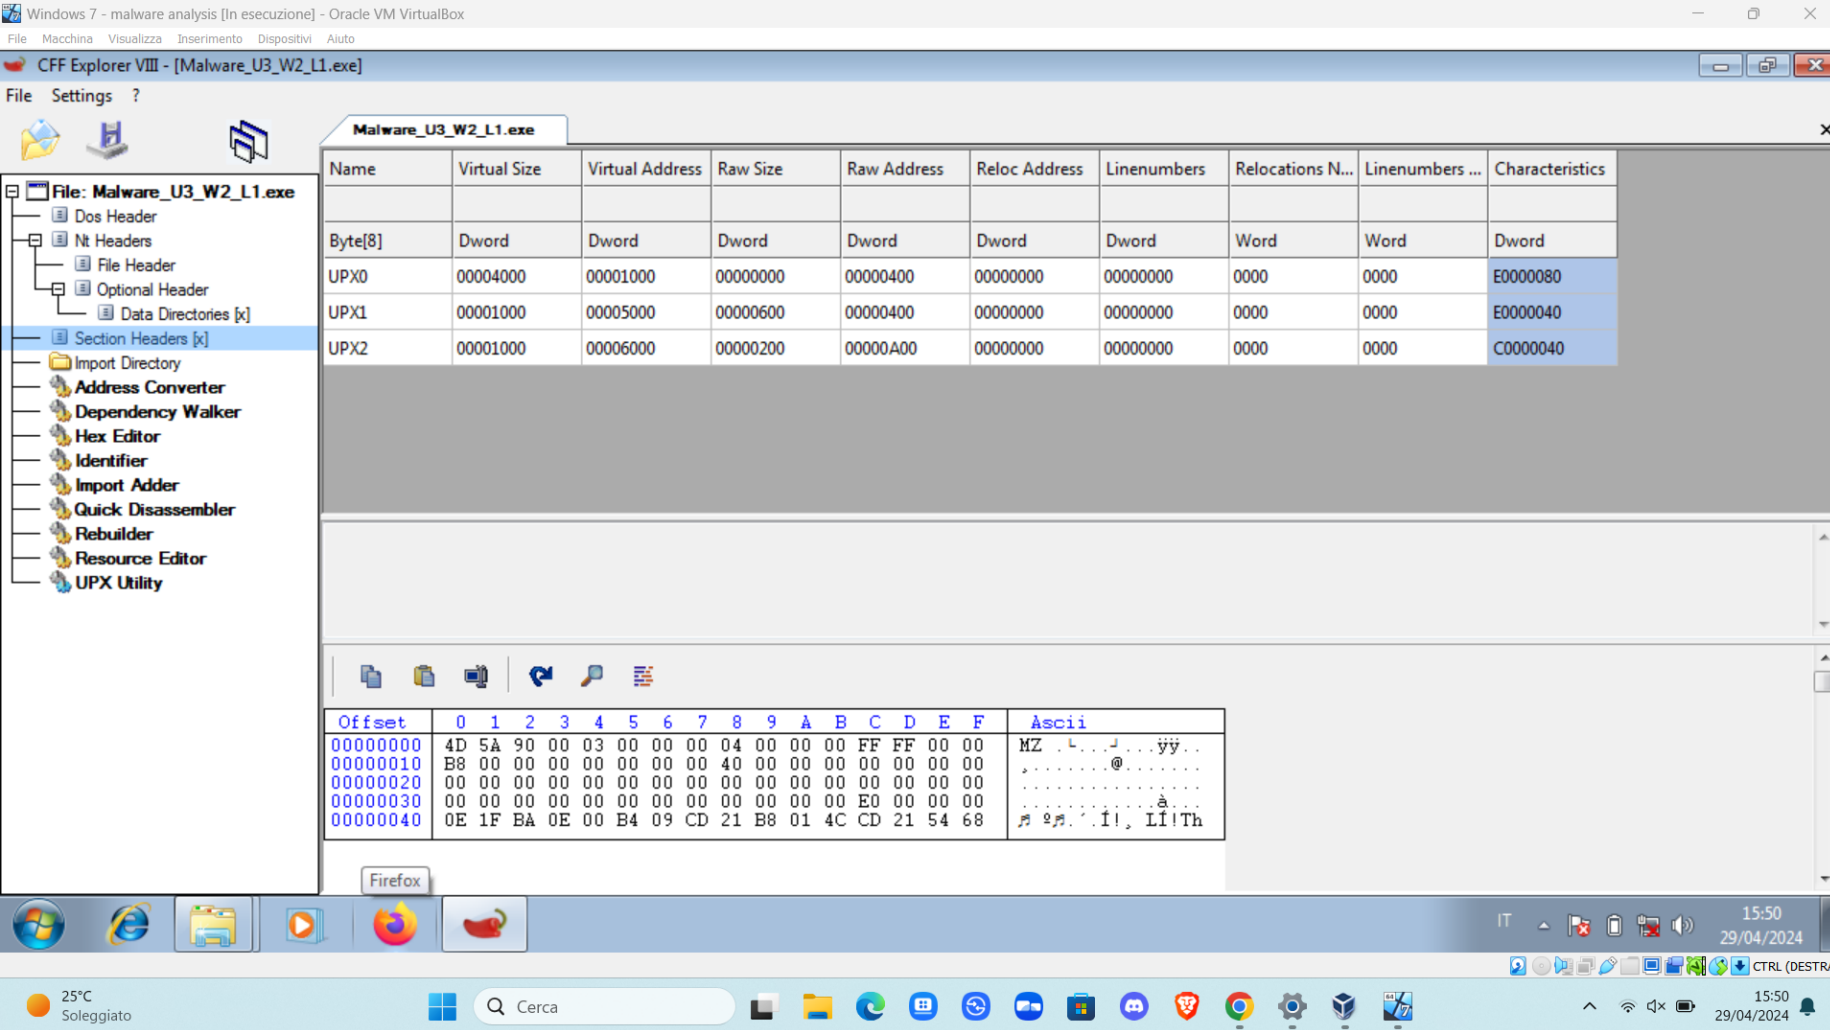 Windows 7 - malware analysis [In esecuzione] - Oracle VM VirtualBox
File Macchina Visualizza Inserimento Dispositivi Aiuto
CFF Explorer VIII - [Malware_U3_W2_L1.exe]
File Settings ?
Malware_U3_W2_L1.exe
File: Malware_U3_W2_L1.exe
Dos Header
Nt Headers
File Header
Optional Header
Data Directories [x]
Section Headers [x]
Import Directory
Address Converter
Dependency Walker
Hex Editor
Identifier
Import Adder
Quick Disassembler
Rebuilder
Resource Editor
UPX Utility
Name Virtual Size Virtual Address Raw Size Raw Address Reloc Address Linenumbers Relocations N... Linenumbers ... Characteristics
Byte[8] Dword Dword Dword Dword Dword Dword Word Word Dword
UPX0 00004000 00001000 00000000 00000400 00000000 00000000 0000 0000 E0000080
UPX1 00001000 00005000 00000600 00000400 00000000 00000000 0000 0000 E0000040
UPX2 00001000 00006000 00000200 00000A00 00000000 00000000 0000 0000 C0000040
Offset 0 1 2 3 4 5 6 7 8 9 A B C D E F Ascii
00000000 4D 5A 90 00 03 00 00 00 04 00 00 00 FF FF 00 00 MZ .└...┘...ÿÿ..
00000010 B8 00 00 00 00 00 00 00 40 00 00 00 00 00 00 00 ¸.......@.......
00000020 00 00 00 00 00 00 00 00 00 00 00 00 00 00 00 00 ................
00000030 00 00 00 00 00 00 00 00 00 00 00 00 E0 00 00 00 ............à...
00000040 0E 1F BA 0E 00 B4 09 CD 21 B8 01 4C CD 21 54 68 ♬ º♬.´.Í!¸ LÍ!Th
Firefox
IT
15:50
29/04/2024
CTRL (DESTRA
25°C
Soleggiato
Cerca
15:50
29/04/2024